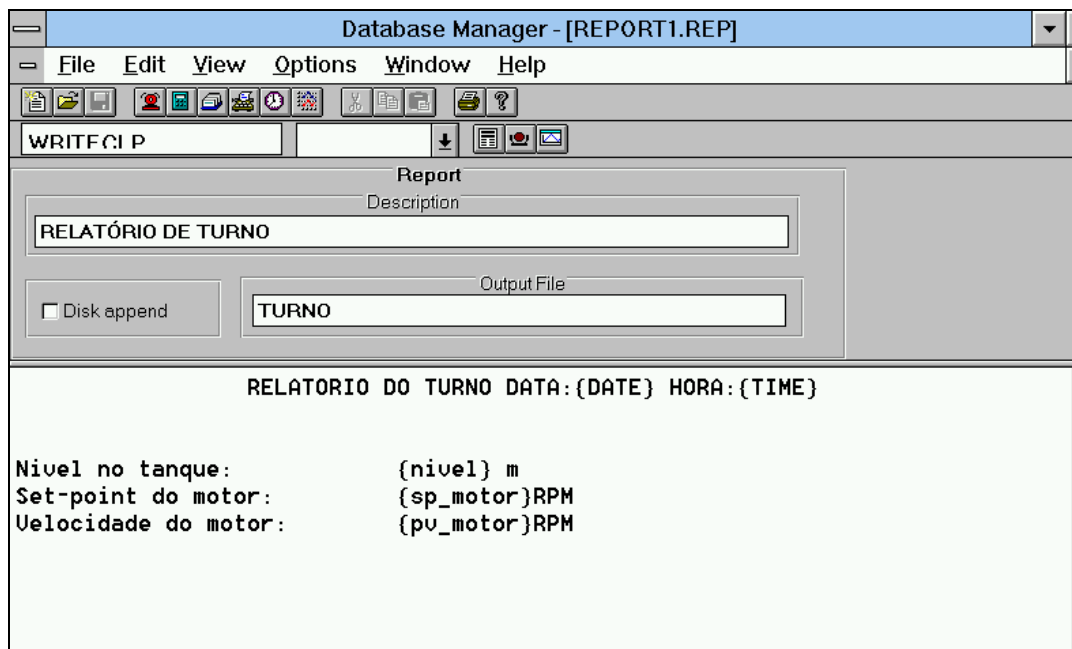 Database Manager - [REPORT1.REP]
File Edit View Options Window Help
WRITECLP
Report
Description
RELATÓRIO DE TURNO
Output File
Disk append
TURNO
RELATORIO DO TURNO DATA:{DATE} HORA:{TIME}
Nivel no tanque: {nivel} m
Set-point do motor: {sp_motor}RPM
Velocidade do motor: {pv_motor}RPM